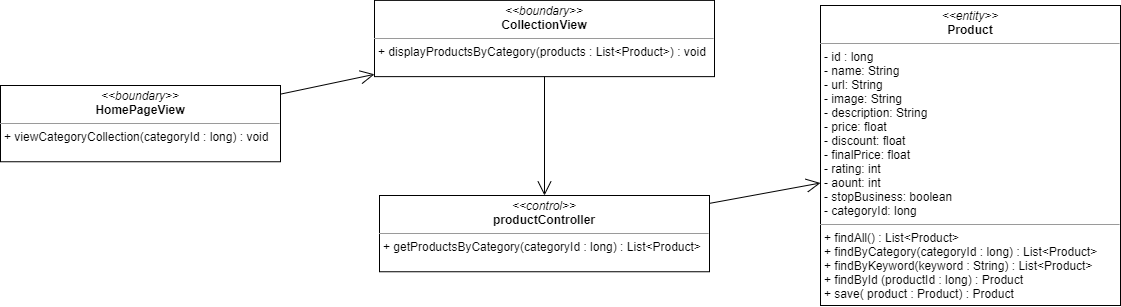 <<boundary>>
CollectionView
+ displayProductsByCategory(products : List<Product>) : void
<<boundary>>
HomePageView
+ viewCategoryCollection(categoryId : long) : void
<<control>>
productController
+ getProductsByCategory(categoryId : long) : List<Product>
<<entity>>
Product
- id : long
- name: String
- url: String
- image: String
- description: String
- price: float
- discount: float
- finalPrice: float
- rating: int
- aount: int
- stopBusiness: boolean
- categoryId: long
+ findAll() : List<Product>
+ findByCategory(categoryId : long) : List<Product>
+ findByKeyword(keyword : String) : List<Product>
+ findById (productId : long) : Product
+ save( product : Product) : Product